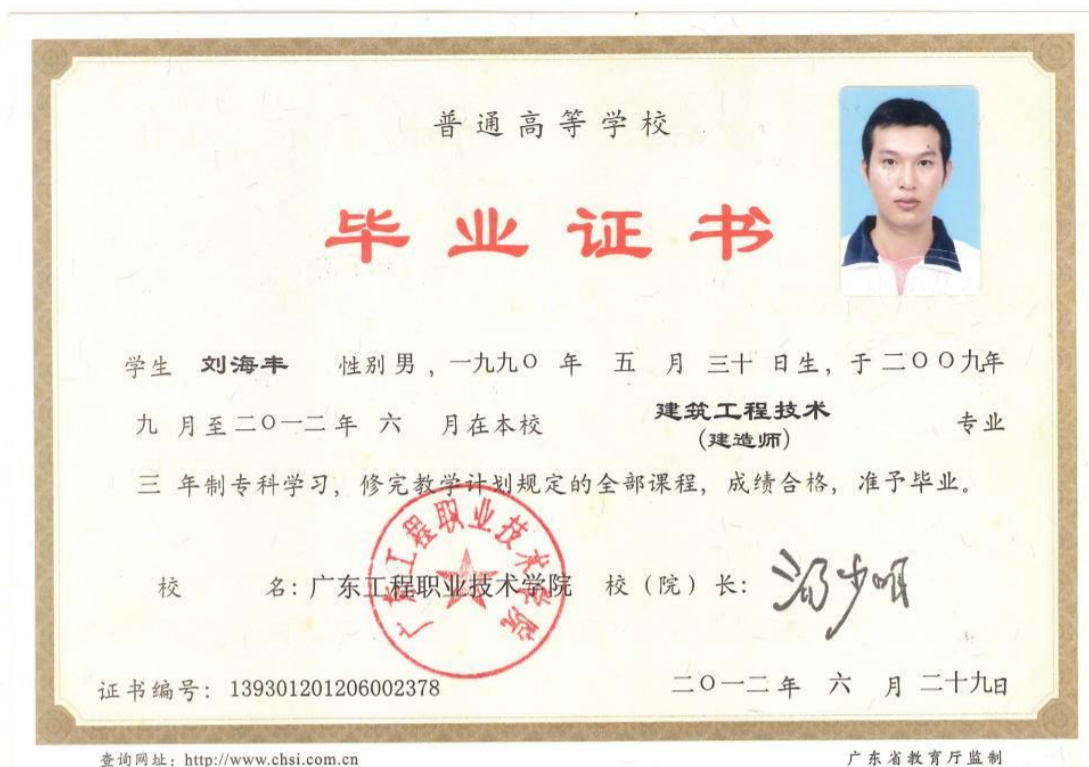 普通高等学校
毕业证书
学生 刘海丰 性别 男，一九九〇 年 五 月 三十 日生，于 二〇〇九年
九 月至 二〇一二 年 六 月在本校 建筑工程技术 专业
(建造师)
三 年制专科学习，修完教学计划规定的全部课程，成绩合格，准予毕业。
广东工程职业技术学院
校 名：广东工程职业技术学院 校（院）长：
证书编号：139301201206002378 二〇一二 年 六 月 二十九日
查询网址：http://www.chsi.com.cn 广东省教育厅监制